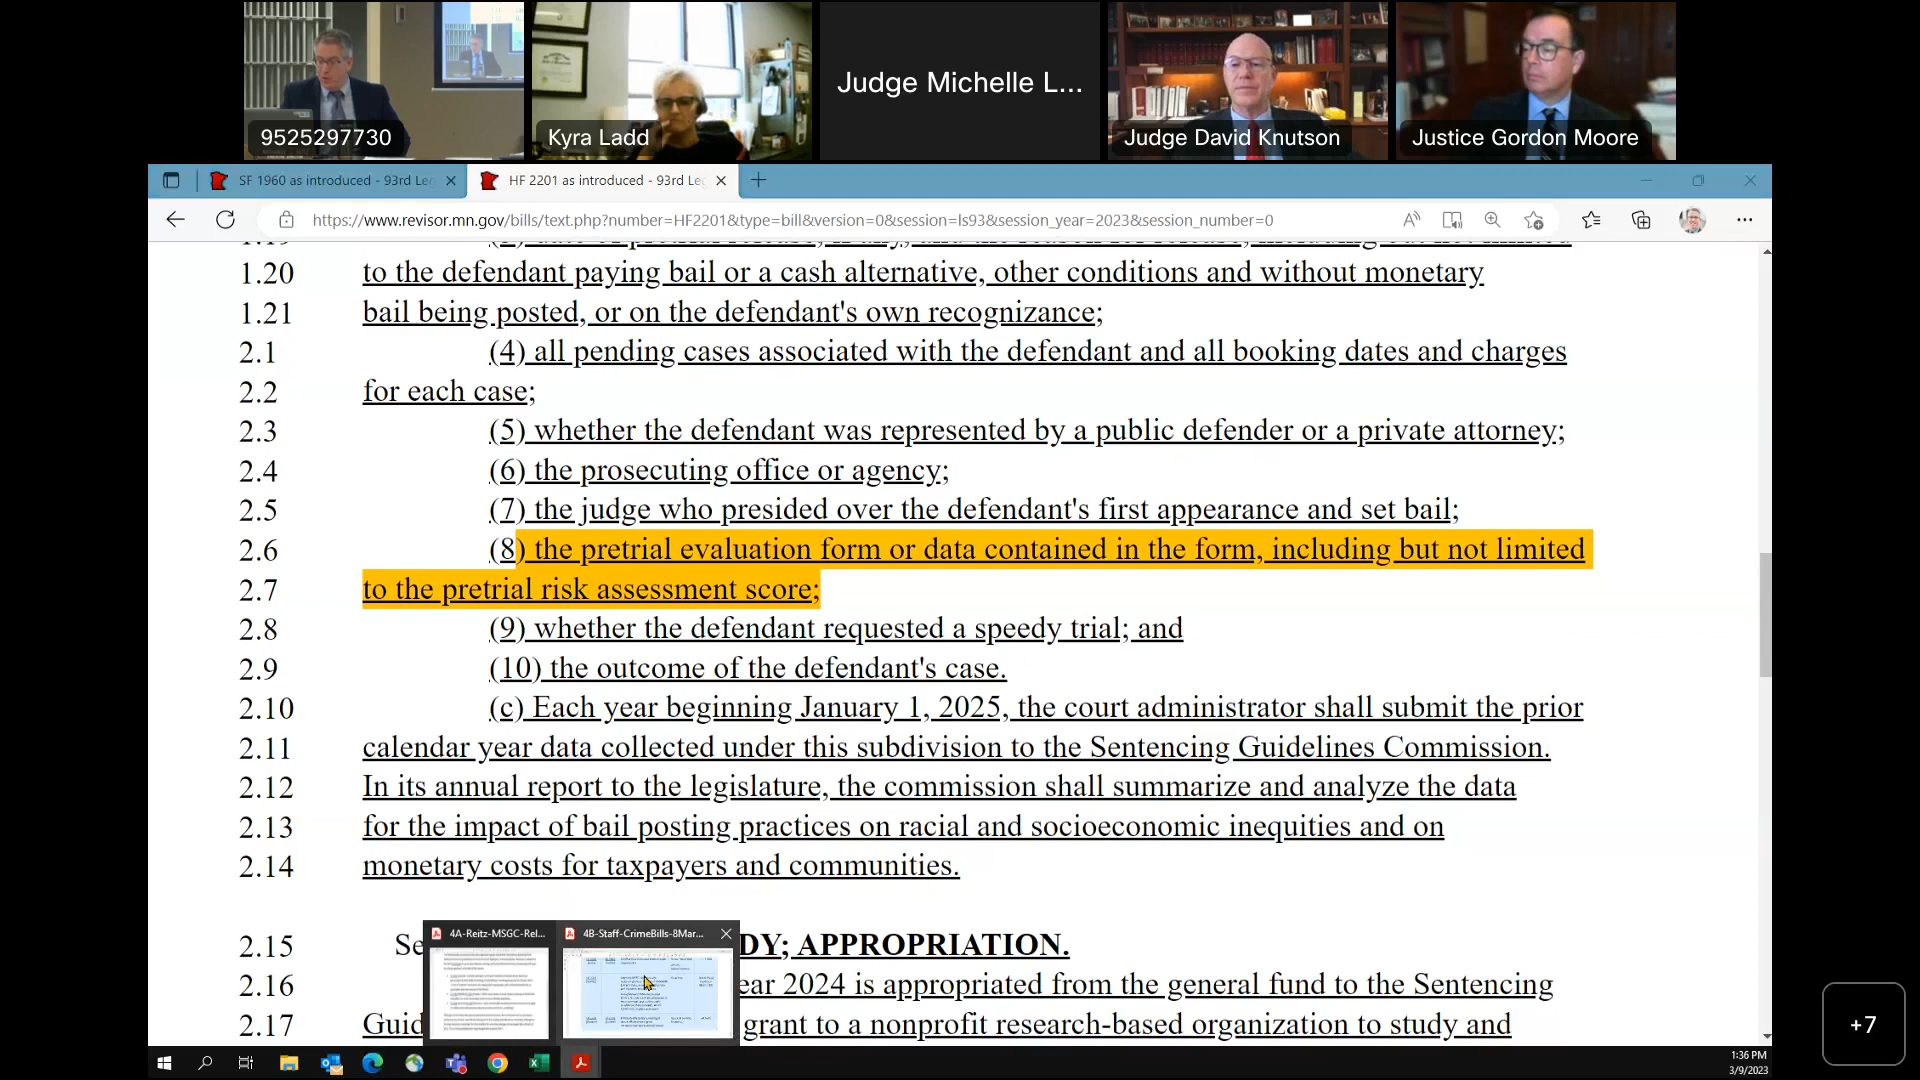 9525297730
Kyra Ladd
Judge Michelle L...
Judge David Knutson
Justice Gordon Moore
SF 1960 as introduced - 93rd Leg
HF 2201 as introduced - 93rd Leg
https://www.revisor.mn.gov/bills/text.php?number=HF2201&type=bill&version=0&session=ls93&session_year=2023&session_number=0
1.20 to the defendant paying bail or a cash alternative, other conditions and without monetary
1.21 bail being posted, or on the defendant's own recognizance;
2.1 (4) all pending cases associated with the defendant and all booking dates and charges
2.2 for each case;
2.3 (5) whether the defendant was represented by a public defender or a private attorney;
2.4 (6) the prosecuting office or agency;
2.5 (7) the judge who presided over the defendant's first appearance and set bail;
2.6 (8) the pretrial evaluation form or data contained in the form, including but not limited
2.7 to the pretrial risk assessment score;
2.8 (9) whether the defendant requested a speedy trial; and
2.9 (10) the outcome of the defendant's case.
2.10 (c) Each year beginning January 1, 2025, the court administrator shall submit the prior
2.11 calendar year data collected under this subdivision to the Sentencing Guidelines Commission.
2.12 In its annual report to the legislature, the commission shall summarize and analyze the data
2.13 for the impact of bail posting practices on racial and socioeconomic inequities and on
2.14 monetary costs for taxpayers and communities.
4A-Reitz-MSGC-Rel...
4B-Staff-CrimeBills-8Mar...
2.15 Se DY; APPROPRIATION.
2.16 ear 2024 is appropriated from the general fund to the Sentencing
2.17 Guid grant to a nonprofit research-based organization to study and
+7
1:36 PM
3/9/2023